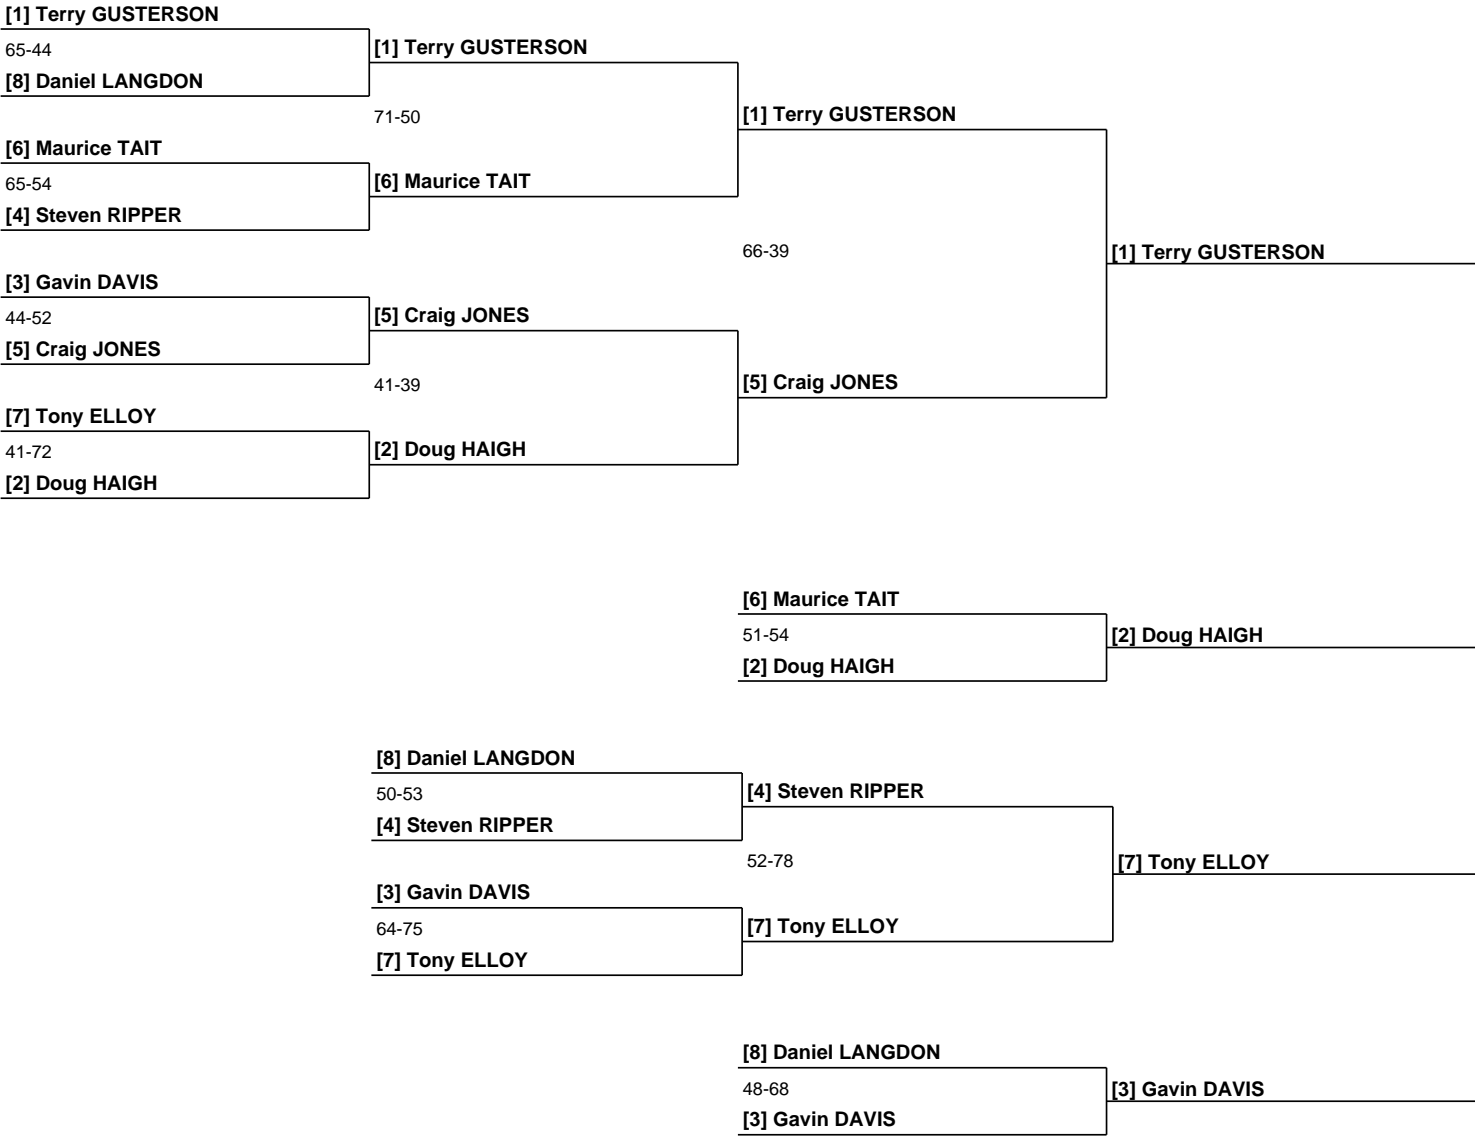 [1] Terry GUSTERSON
65-44
[8] Daniel LANGDON
[1] Terry GUSTERSON
71-50
[6] Maurice TAIT
65-54
[4] Steven RIPPER
[6] Maurice TAIT
[1] Terry GUSTERSON
66-39
[1] Terry GUSTERSON
[3] Gavin DAVIS
44-52
[5] Craig JONES
[5] Craig JONES
41-39
[7] Tony ELLOY
41-72
[2] Doug HAIGH
[2] Doug HAIGH
[5] Craig JONES
[6] Maurice TAIT
51-54
[2] Doug HAIGH
[2] Doug HAIGH
[8] Daniel LANGDON
50-53
[4] Steven RIPPER
[4] Steven RIPPER
52-78
[3] Gavin DAVIS
64-75
[7] Tony ELLOY
[7] Tony ELLOY
[7] Tony ELLOY
[8] Daniel LANGDON
48-68
[3] Gavin DAVIS
[3] Gavin DAVIS